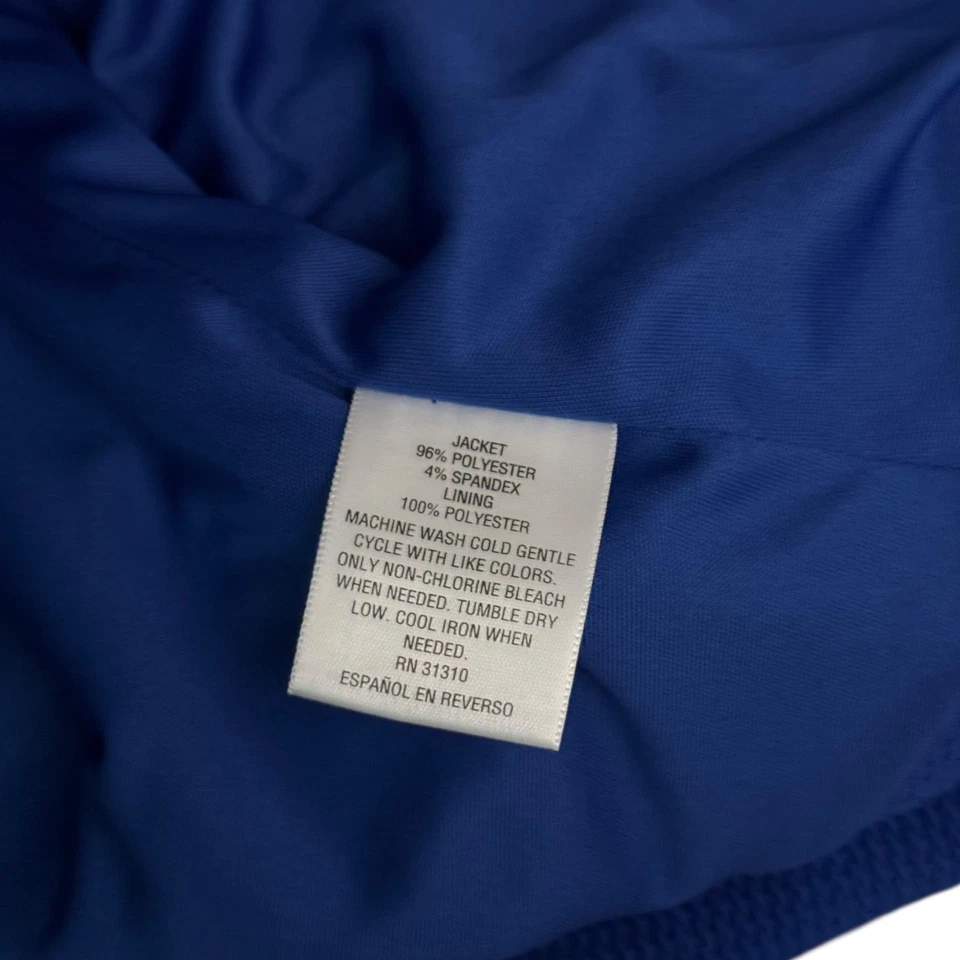 JACKET
96% POLYESTER
4% SPANDEX
LINING
100% POLYESTER
MACHINE WASH COLD GENTLE
CYCLE WITH LIKE COLORS.
ONLY NON-CHLORINE BLEACH
WHEN NEEDED. TUMBLE DRY
LOW. COOL IRON WHEN
NEEDED.
RN 31310
ESPAÑOL EN REVERSO